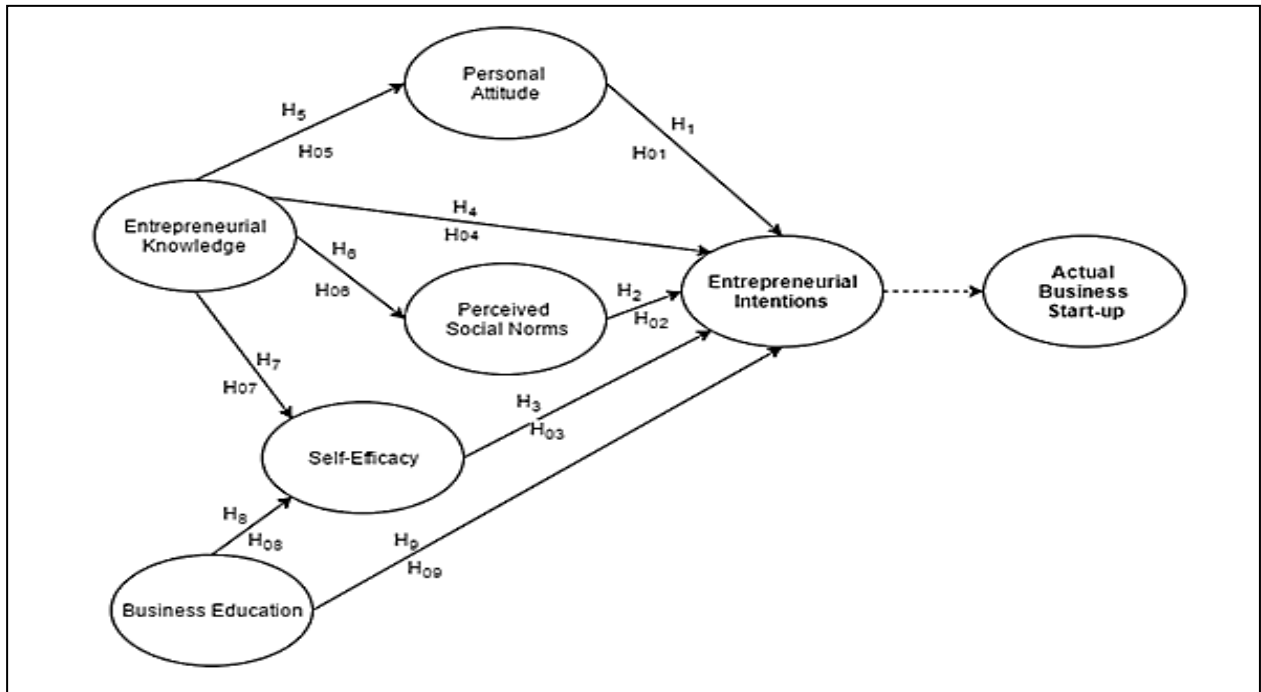 Personal
Attitude
H5
H05
H1
H01
Entrepreneurial
Knowledge
H4
H04
H6
H06
Perceived
Social Norms
H2
H02
Entrepreneurial
Intentions
Actual
Business
Start-up
H7
H07
H3
H03
Self-Efficacy
H8
H08
H9
H09
Business Education